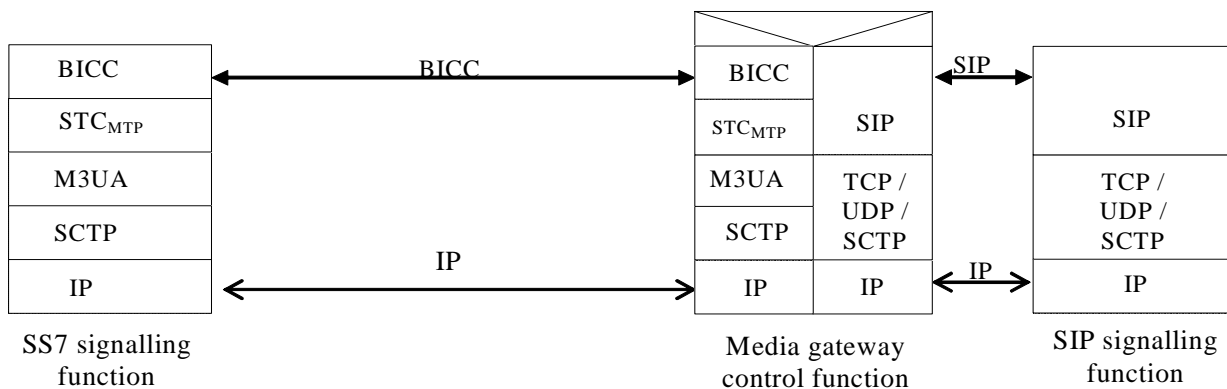 BICC
STC_MTP
M3UA
SCTP
IP
SS7 signalling
function
BICC
IP
BICC
STC_MTP
M3UA
SCTP
IP
SIP
TCP /
UDP /
SCTP
IP
Media gateway
control function
SIP
IP
SIP
TCP /
UDP /
SCTP
IP
SIP signalling
function